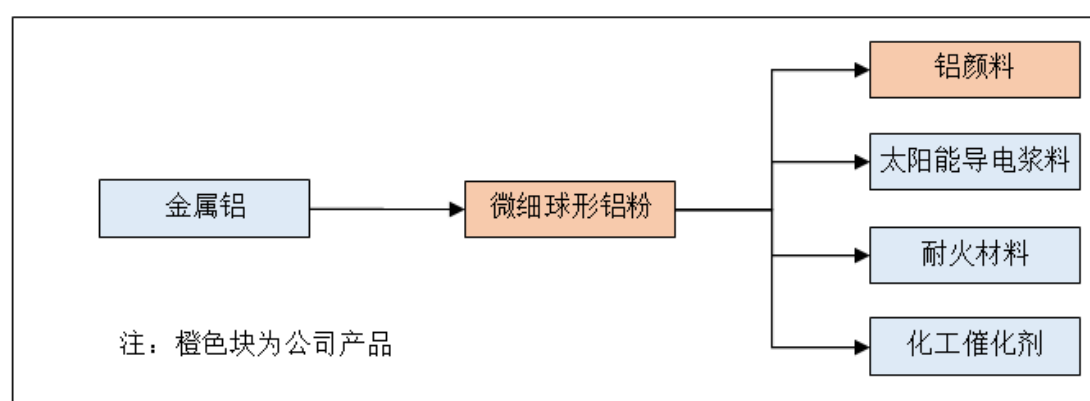 铝颜料
太阳能导电浆料
金属铝
微细球形铝粉
耐火材料
化工催化剂
注：橙色块为公司产品